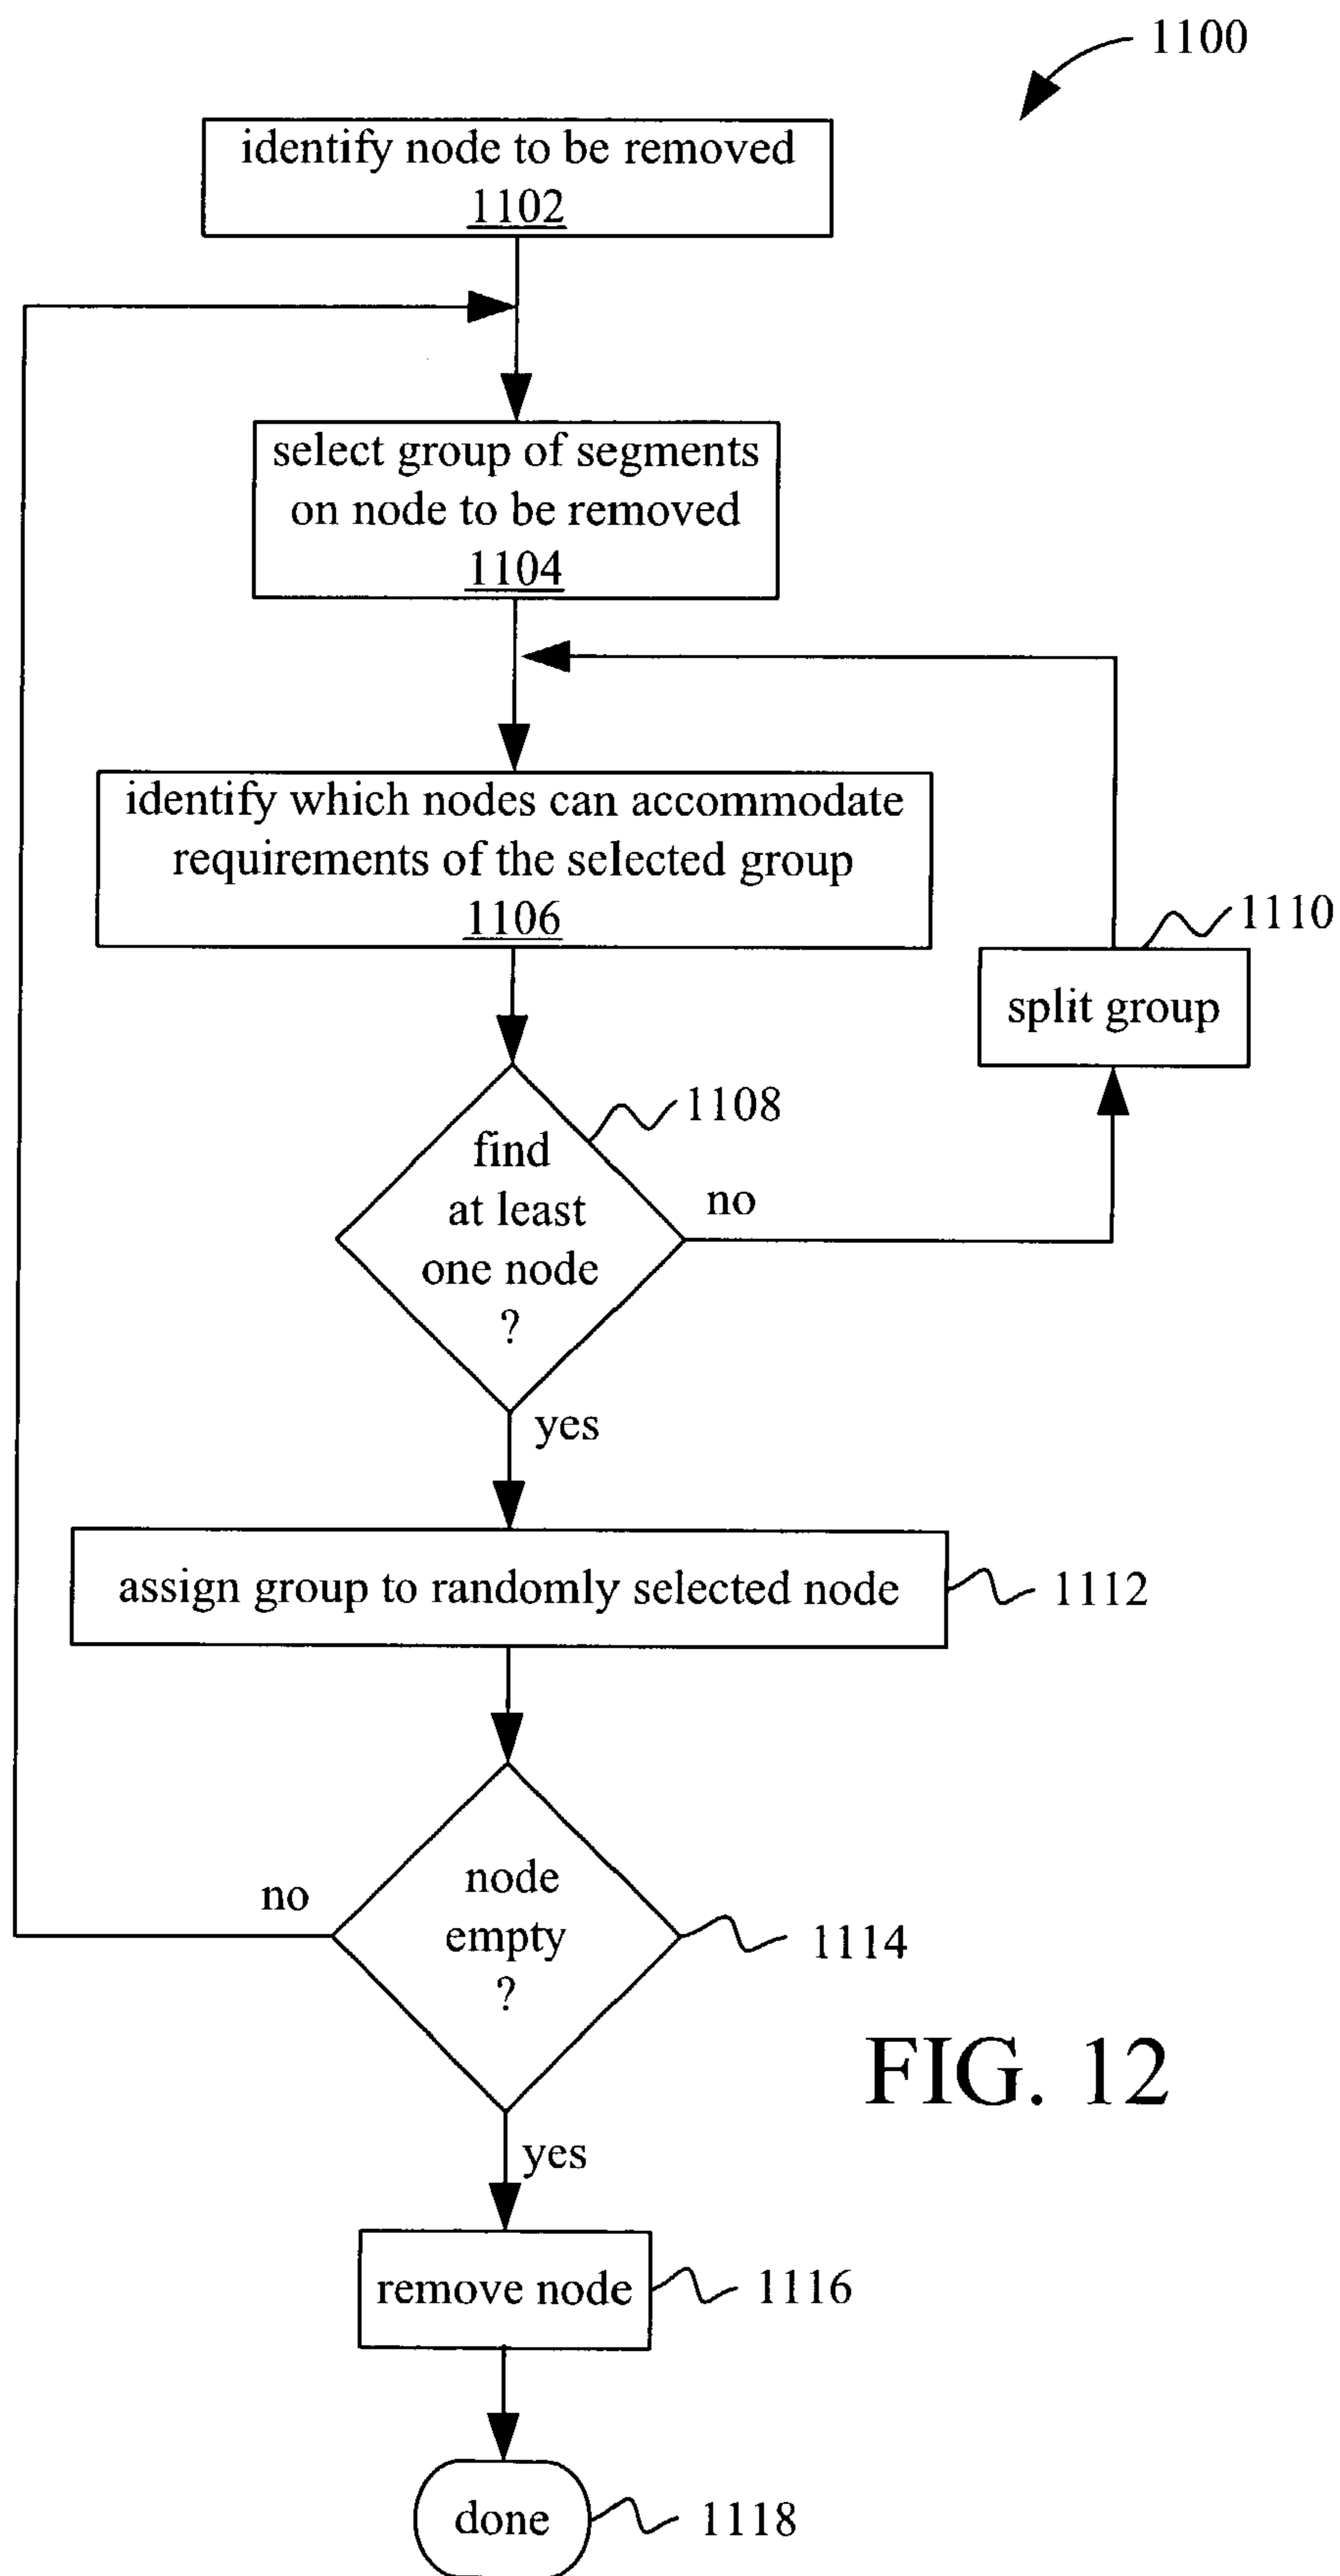 1100
identify node to be removed
1102
select group of segments
on node to be removed
1104
identify which nodes can accommodate
requirements of the selected group
1106
1110
split group
1108
find
at least
one node
?
no
yes
assign group to randomly selected node
1112
node
empty
?
no
1114
yes
FIG. 12
remove node
1116
done
1118